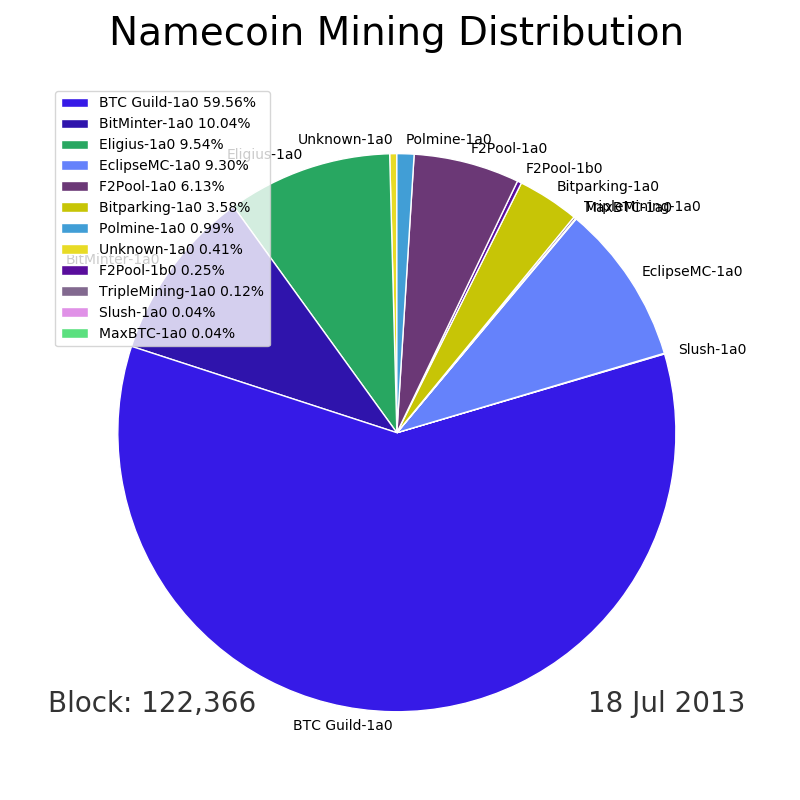 Namecoin Mining Distribution
BTC Guild-1a0 59.56%
BitMinter-1a0 10.04%
Eligius-1a0 9.54%
EclipseMC-1a0 9.30%
F2Pool-1a0 6.13%
Bitparking-1a0 3.58%
Polmine-1a0 0.99%
Unknown-1a0 0.41%
F2Pool-1b0 0.25%
TripleMining-1a0 0.12%
Slush-1a0 0.04%
MaxBTC-1a0 0.04%
Eligius-1a0
Unknown-1a0
Polmine-1a0
F2Pool-1a0
F2Pool-1b0
Bitparking-1a0
TripleMining-1a0
MaxBTC-1a0
BitMinter-1a0
EclipseMC-1a0
Slush-1a0
BTC Guild-1a0
Block: 122,366
18 Jul 2013